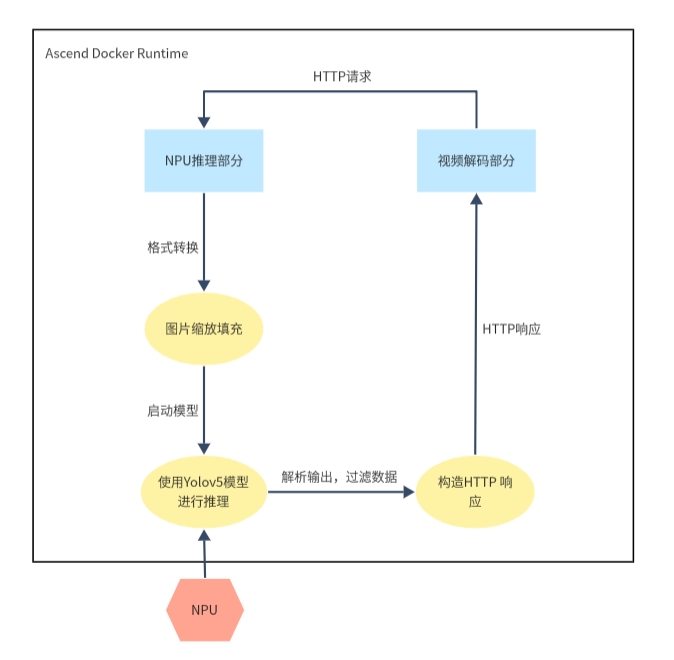 Ascend Docker Runtime
HTTP请求
NPU推理部分
视频解码部分
格式转换
图片缩放填充
HTTP响应
启动模型
使用Yolov5模型
进行推理
解析输出，过滤数据
构造HTTP 响
应
NPU